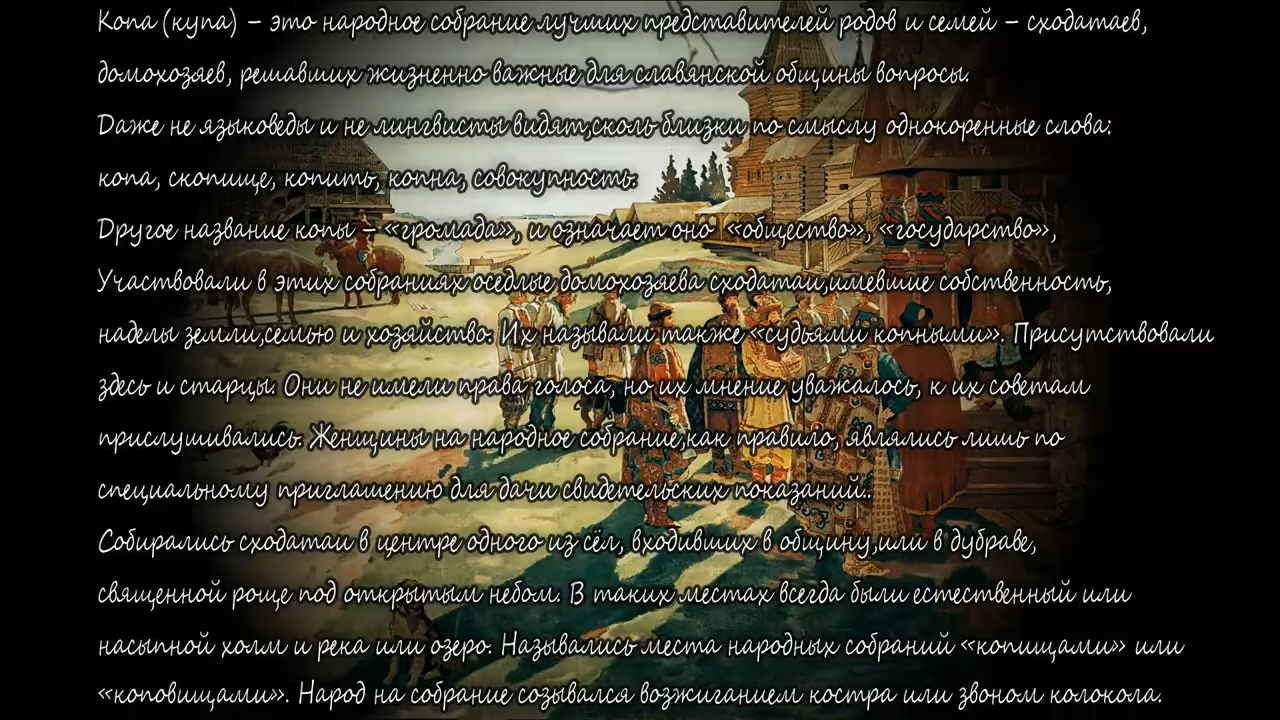 Копа (купа) – это народное собрание лучших представителей родов и семей – сходатаев,
домохозяев, решавших жизненно важные для славянской общины вопросы.
Даже не языковеды и не лингвисты видят,сколь близки по смыслу однокоренные слова:
копа, скопище, копить, копна, совокупность.
Другое название копы – «громада», и означает оно «общество», «государство»,
Участвовали в этих собраниях оседлые домохозяева сходатаи,имевшие собственность,
наделы земли,семью и хозяйство. Их называли также «судьями копными». Присутствовали
здесь и старцы. Они не имели права голоса, но их мнение уважалось, к их советам
прислушивались. Женщины на народное собрание,как правило, являлись лишь по
специальному приглашению для дачи свидетельских показаний..
Собирались сходатаи в центре одного из сёл, входивших в общину,или в дубраве,
священной роще под открытым небом. В таких местах всегда были естественный или
насыпной холм и река или озеро. Назывались места народных собраний «копищами» или
«коповищами». Народ на собрание созывался возжиганием костра или звоном колокола.